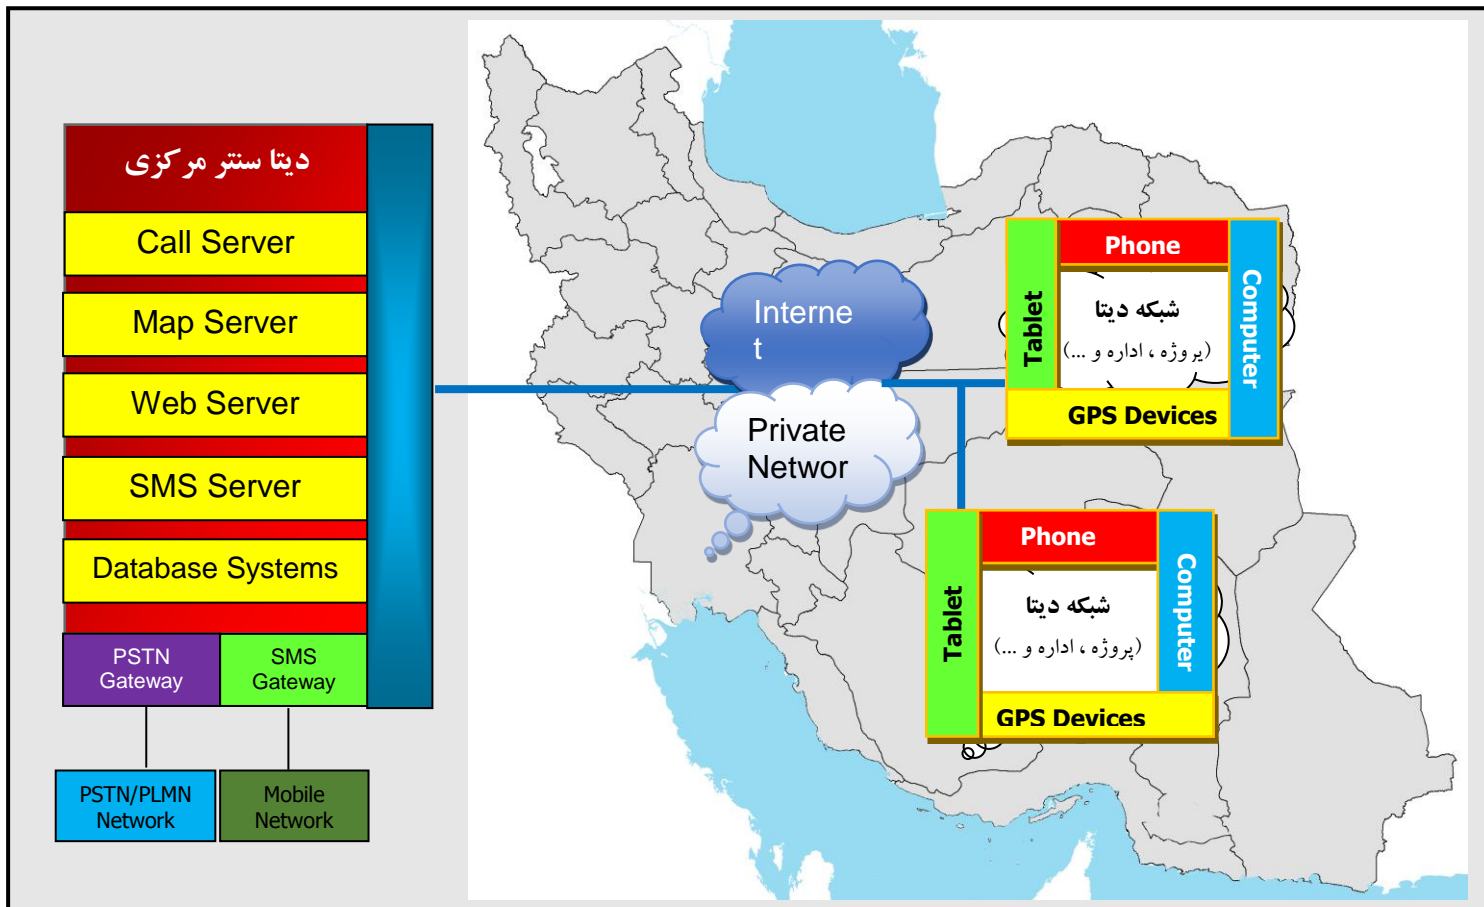 دیتا سنتر مرکزی
Call Server
Map Server
Web Server
SMS Server
Database Systems
PSTN
Gateway
SMS
Gateway
PSTN/PLMN
Network
Mobile
Network
Interne
t
Private
Networ
Phone
Tablet
Computer
شبکه دیتا
(پروژه ، اداره و ...)
GPS Devices
Phone
Tablet
Computer
شبکه دیتا
(پروژه ، اداره و ...)
GPS Devices